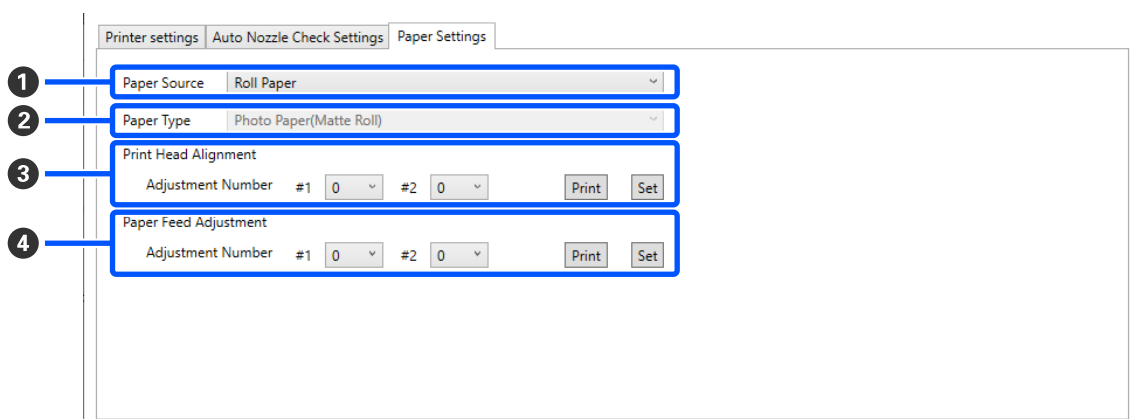 Printer settings Auto Nozzle Check Settings Paper Settings
1 Paper Source Roll Paper
2 Paper Type Photo Paper(Matte Roll)
Print Head Alignment
3 Adjustment Number #1 0 #2 0 Print Set
Paper Feed Adjustment
4 Adjustment Number #1 0 #2 0 Print Set